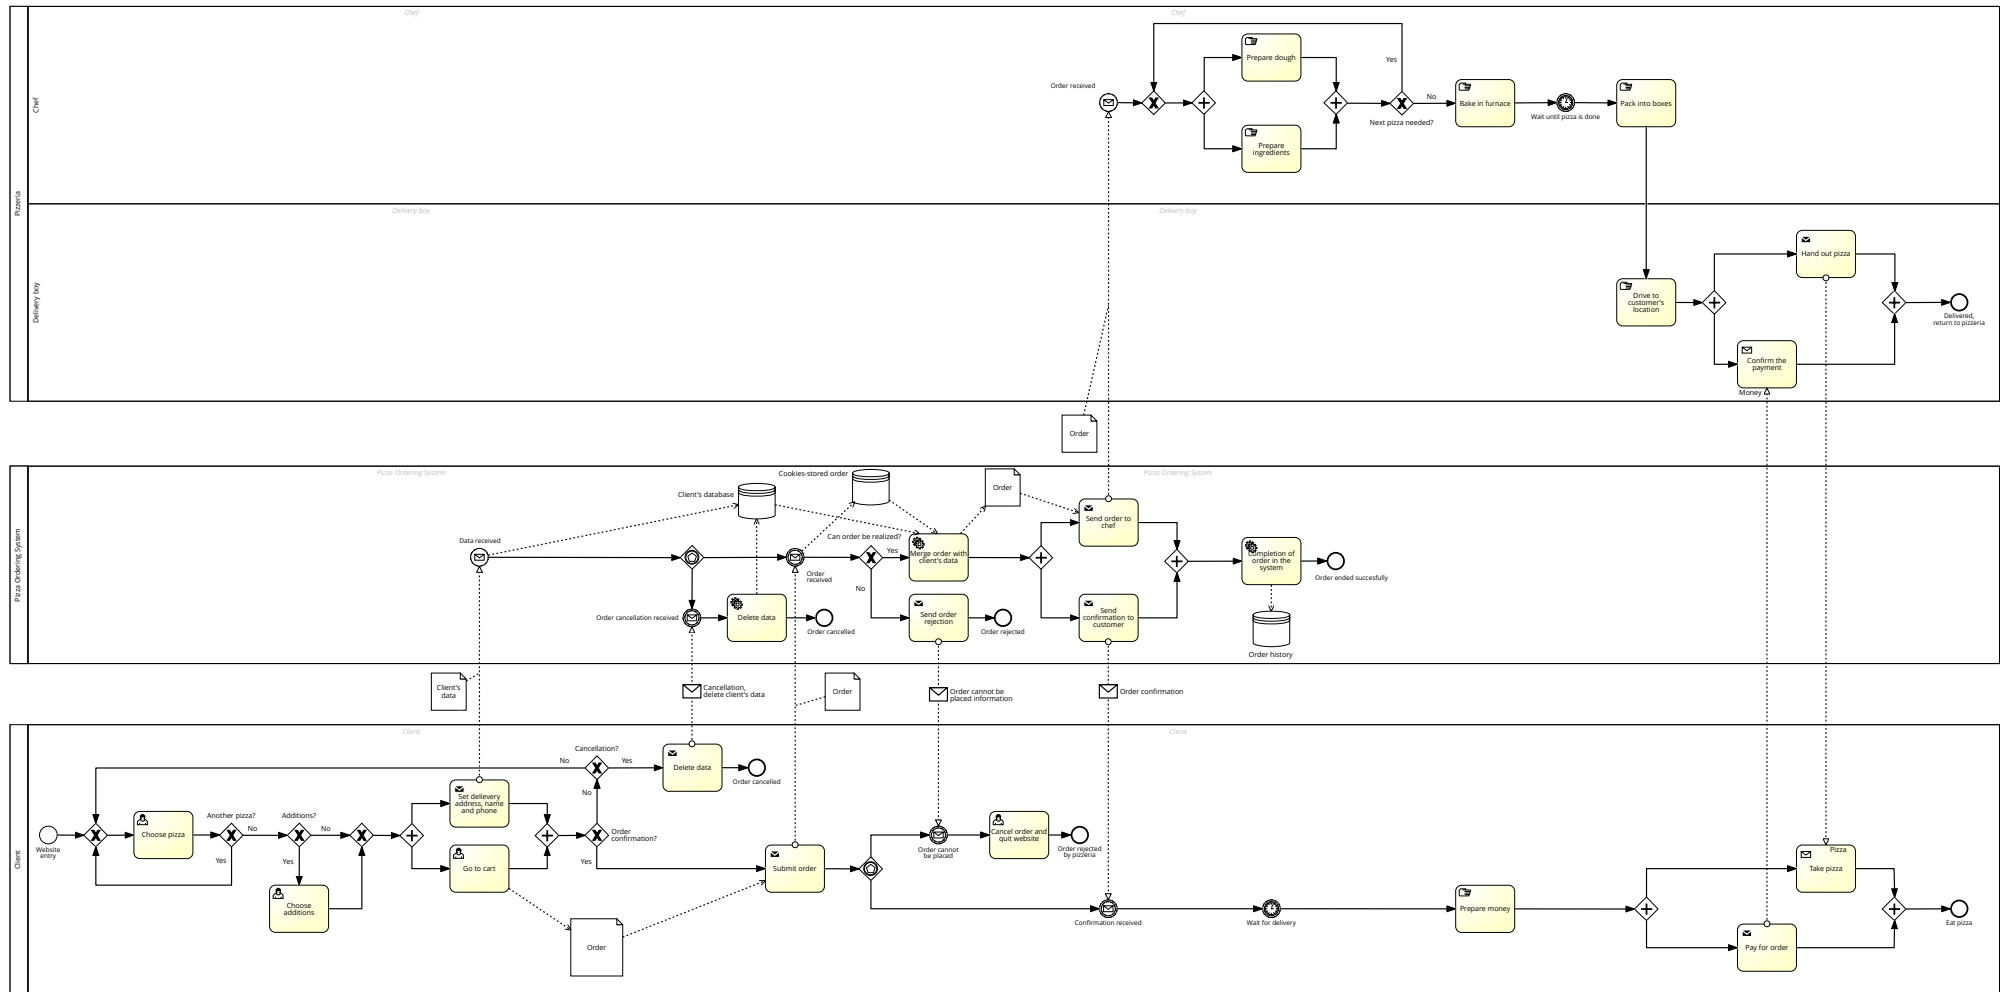 Chef
Chef
Order received
Prepare dough
Yes
No
Next pizza needed?
Prepare
ingredients
Bake in furnace
Wait until pizza is done
Pack into boxes
Chef
Pizzeria
Delivery boy
Delivery boy
Delivery boy
Hand out pizza
Drive to
customer's
location
Delivered,
return to pizzeria
Confirm the
payment
Money
Order
Pizza Ordering System
Pizza Ordering System
Pizza Ordering System
Cookies-stored order
Client's database
Order
Data received
Can order be realized?
Yes
No
Order
received
Merge order with
client's data
Send order to
chef
Completion of
order in the
system
Order ended succesfully
Order cancellation received
Delete data
Order cancelled
Send order
rejection
Order rejected
Send
confirmation to
customer
Order history
Client's
data
Cancellation,
delete client's data
Order
Order cannot be
placed information
Order confirmation
Client
Client
Client
Cancellation?
No
Yes
Delete data
Order cancelled
Set delievery
address, name
and phone
No
Website
entry
Choose pizza
Another pizza?
No
Yes
Additions?
No
Yes
Choose
additions
Go to cart
Order
confirmation?
Yes
Submit order
Order
Order cannot
be placed
Cancel order and
quit website
Order rejected
by pizzeria
Confirmation received
Wait for delivery
Prepare money
Pizza
Take pizza
Pay for order
Eat pizza